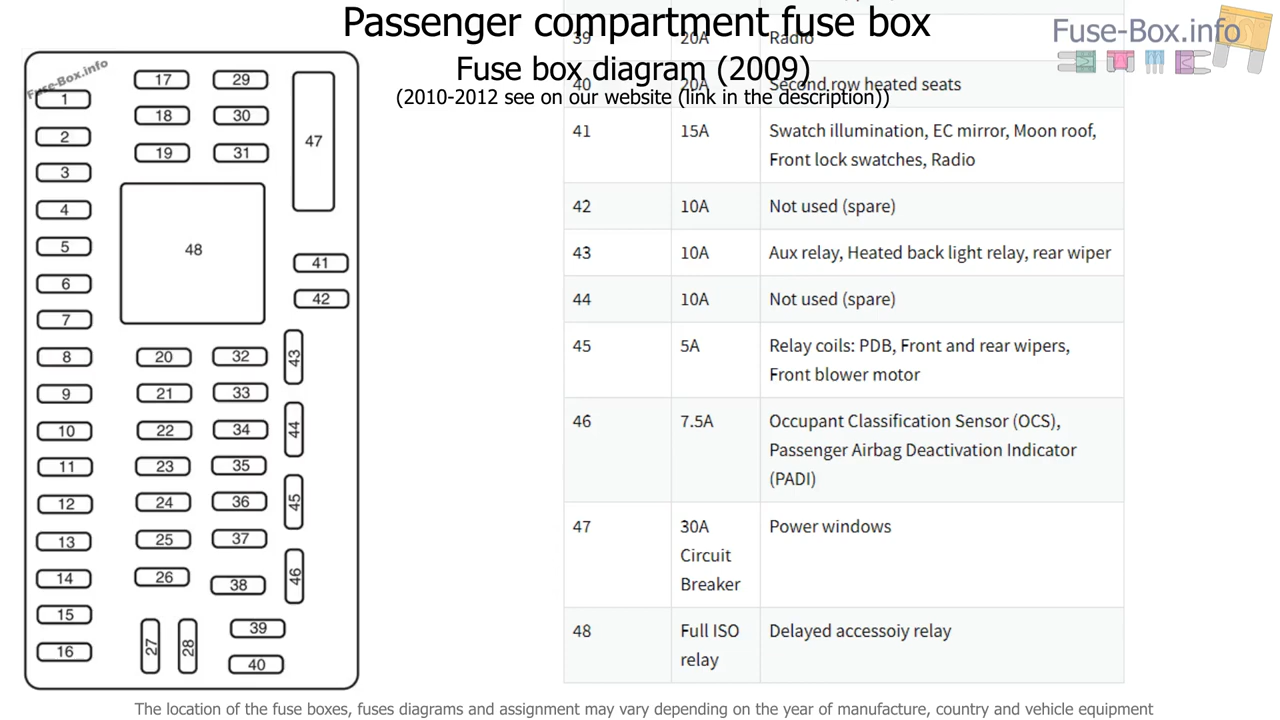 Passenger compartment fuse box
Fuse box diagram (2009)
(2010-2012 see on our website (link in the description))
Fuse-Box.info
Fuse-Box.info
1
2
3
4
5
6
7
8
9
10
11
12
13
14
15
16
17
18
19
20
21
22
23
24
25
26
27
28
29
30
31
32
33
34
35
36
37
38
39
40
41
42
43
44
45
46
47
48
39 20A Radio
40 20A Second row heated seats
41 15A Swatch illumination, EC mirror, Moon roof,
Front lock swatches, Radio
42 10A Not used (spare)
43 10A Aux relay, Heated back light relay, rear wiper
44 10A Not used (spare)
45 5A Relay coils: PDB, Front and rear wipers,
Front blower motor
46 7.5A Occupant Classification Sensor (OCS),
Passenger Airbag Deactivation Indicator
(PADI)
47 30A Power windows
Circuit
Breaker
48 Full ISO Delayed accessoiy relay
relay
The location of the fuse boxes, fuses diagrams and assignment may vary depending on the year of manufacture, country and vehicle equipment